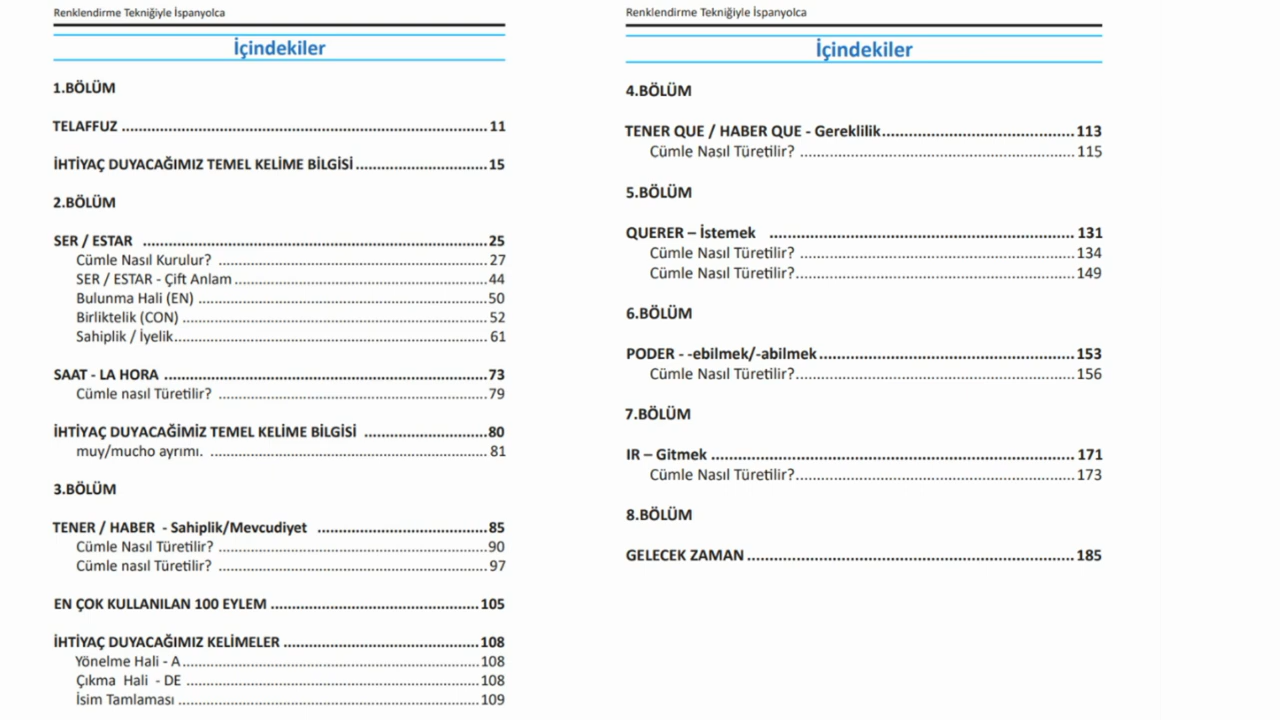 Renklendirme Tekniğiyle İspanyolca
İçindekiler
1.BÖLÜM
TELAFFUZ ................................................ 11
İHTİYAÇ DUYACAĞIMIZ TEMEL KELİME BİLGİSİ ................ 15
2.BÖLÜM
SER / ESTAR ................................................ 25
Cümle Nasıl Kurulur? ................................ 27
SER / ESTAR - Çift Anlam ................................ 44
Bulunma Hali (EN) ................................ 50
Birliktelik (CON) ................................ 52
Sahiplik / İyelik ................................ 61
SAAT - LA HORA ................................ 73
Cümle nasıl Türetilir? ................................ 79
İHTİYAÇ DUYACAĞİMİZ TEMEL KELİME BİLGİSİ ................ 80
muy/mucho ayrımı. ................................ 81
3.BÖLÜM
TENER / HABER - Sahiplik/Mevcudiyet ................ 85
Cümle Nasıl Türetilir? ................................ 90
Cümle nasıl Türetilir? ................................ 97
EN ÇOK KULLANILAN 100 EYLEM ................................ 105
İHTİYAÇ DUYACAĞIMIZ KELİMELER ................................ 108
Yönelme Hali - A ................................ 108
Çıkma Hali - DE ................................ 108
İsim Tamlaması ................................ 109
Renklendirme Tekniğiyle İspanyolca
İçindekiler
4.BÖLÜM
TENER QUE / HABER QUE - Gereklilik ................................ 113
Cümle Nasıl Türetilir? ................................ 115
5.BÖLÜM
QUERER – İstemek ................................ 131
Cümle Nasıl Türetilir? ................................ 134
Cümle Nasıl Türetilir? ................................ 149
6.BÖLÜM
PODER - -ebilmek/-abilmek ................................ 153
Cümle Nasıl Türetilir? ................................ 156
7.BÖLÜM
IR – Gitmek ................................ 171
Cümle Nasıl Türetilir? ................................ 173
8.BÖLÜM
GELECEK ZAMAN ................................ 185